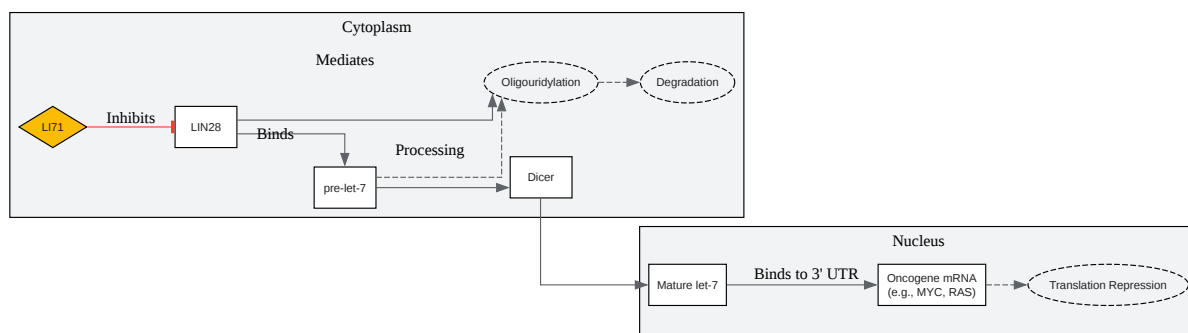 Cytoplasm
Mediates
Oligouridylation
Degradation
LI71
Inhibits
LIN28
Binds
Processing
pre-let-7
Dicer
Nucleus
Mature let-7
Binds to 3' UTR
Oncogene mRNA
(e.g., MYC, RAS)
Translation Repression